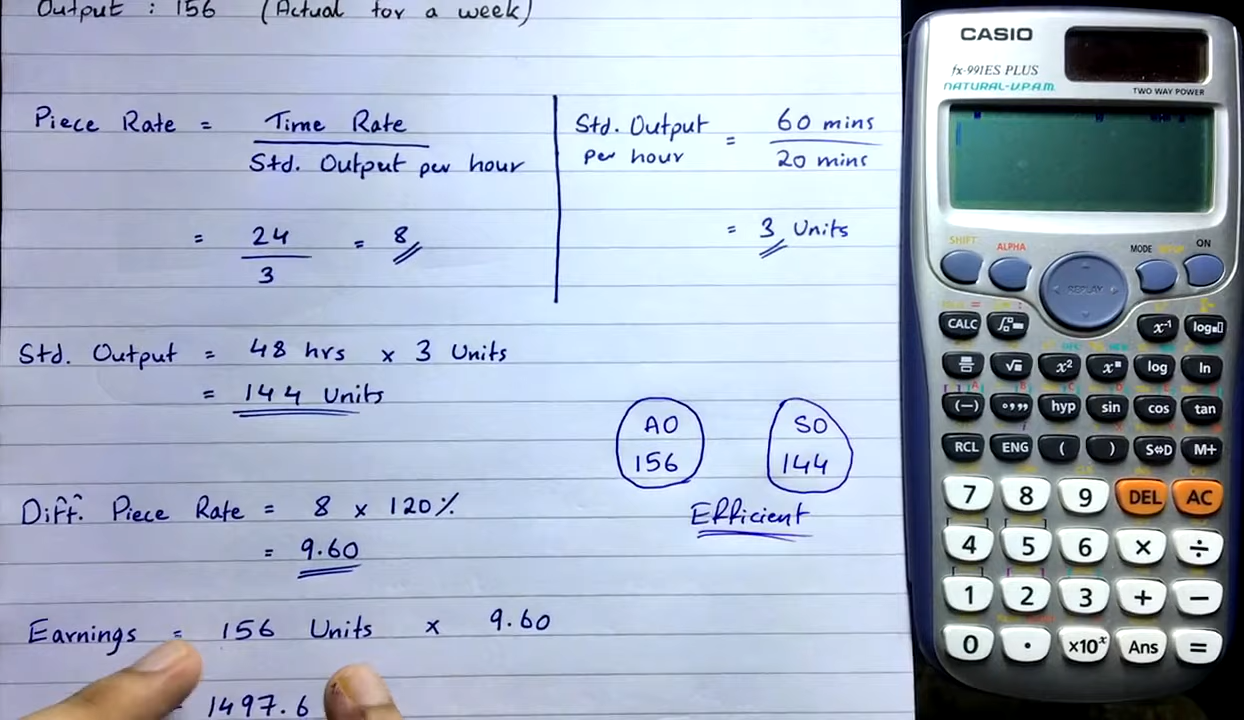 Output : 156 (Actual for a week)
Piece Rate = Time Rate / Std. Output per hour
= 24 / 3 = 8
Std. Output per hour = 60 mins / 20 mins
= 3 Units
Std. Output = 48 hrs x 3 Units
= 144 Units
AO
156
SO
144
Efficient
Diff. Piece Rate = 8 x 120%
= 9.60
Earnings = 156 Units x 9.60
= 1497.6
CASIO
fx-991ES PLUS
NATURAL-V.P.A.M.
TWO WAY POWER
SHIFT ALPHA MODE SETUP ON
REPLAY
CALC x⁻¹ log
√ x² log ln
(−) hyp sin cos tan
RCL ENG ( ) S⇔D M+
7 8 9 DEL AC
4 5 6 × ÷
1 2 3 + −
0 • ×10ˣ Ans =